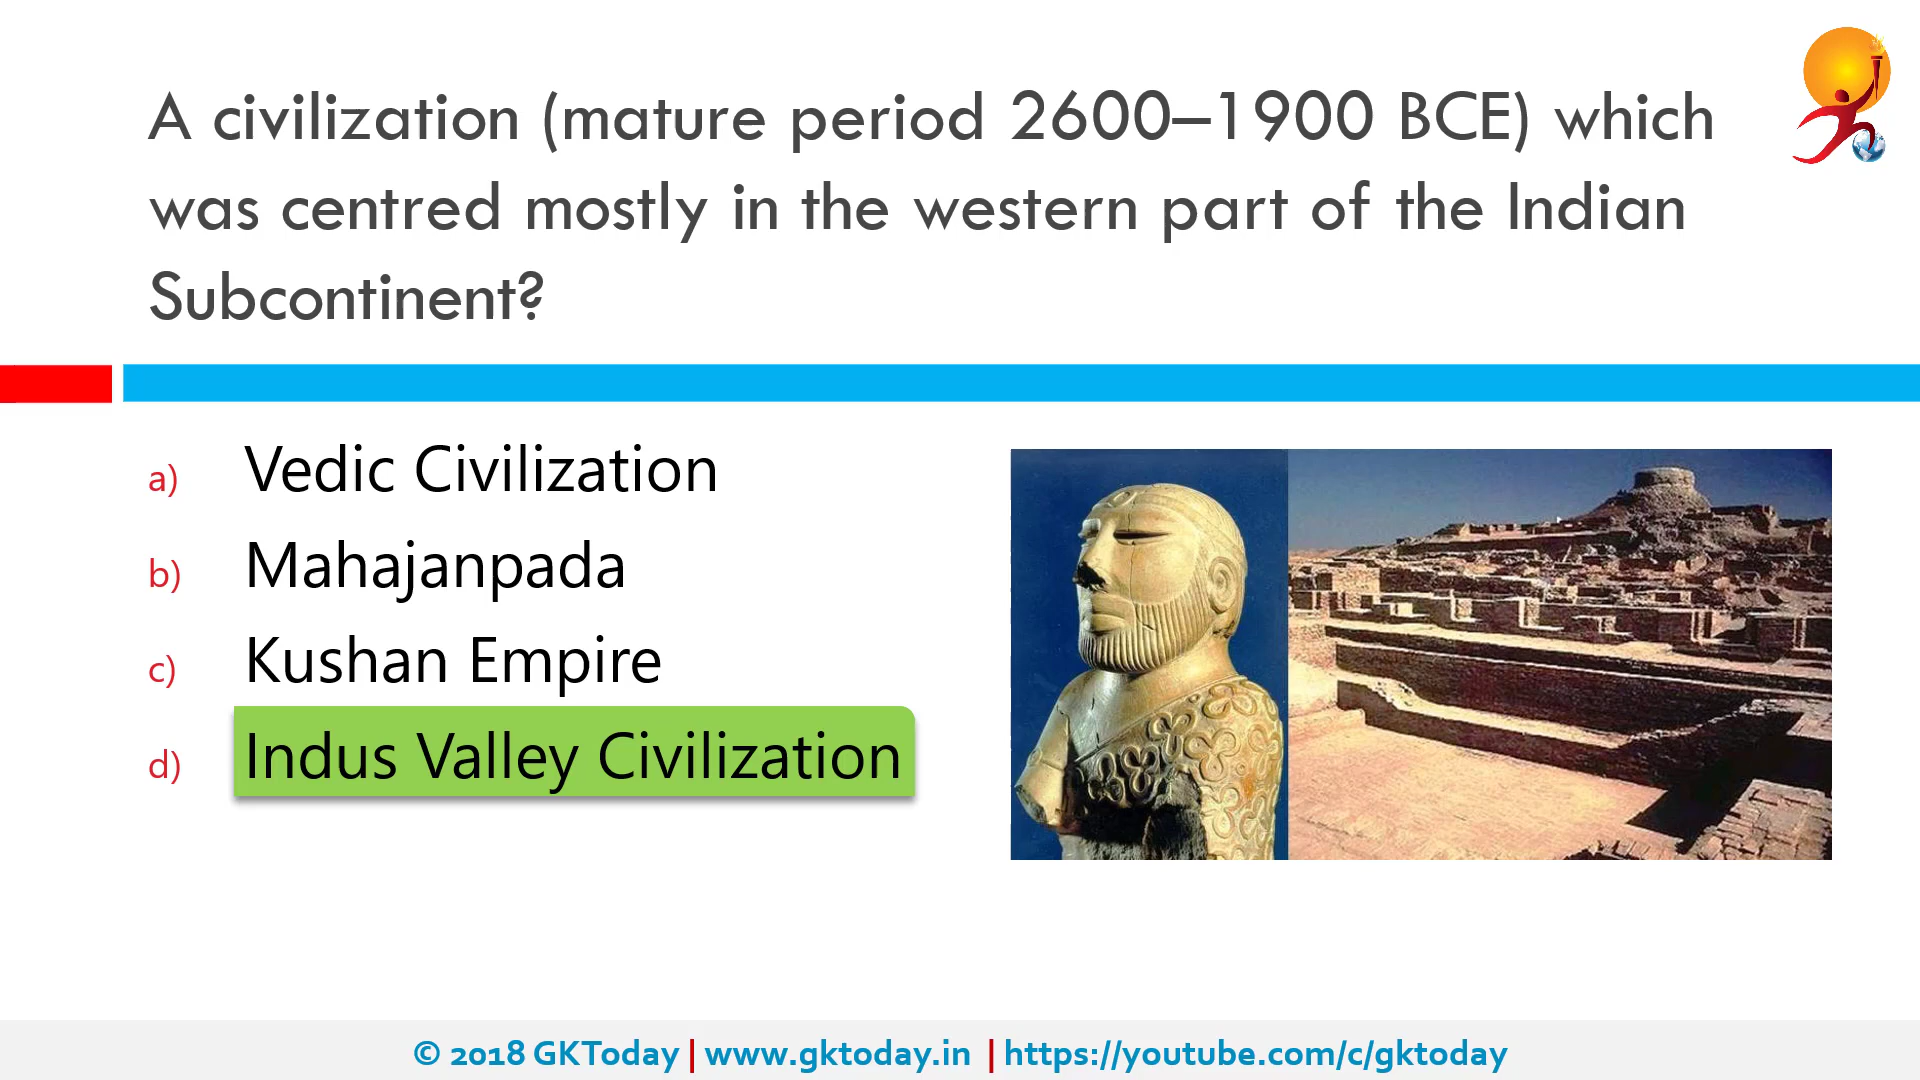 A civilization (mature period 2600–1900 BCE) which
was centred mostly in the western part of the Indian
Subcontinent?
a) Vedic Civilization
b) Mahajanpada
c) Kushan Empire
d) Indus Valley Civilization
© 2018 GKToday | www.gktoday.in | https://youtube.com/c/gktoday